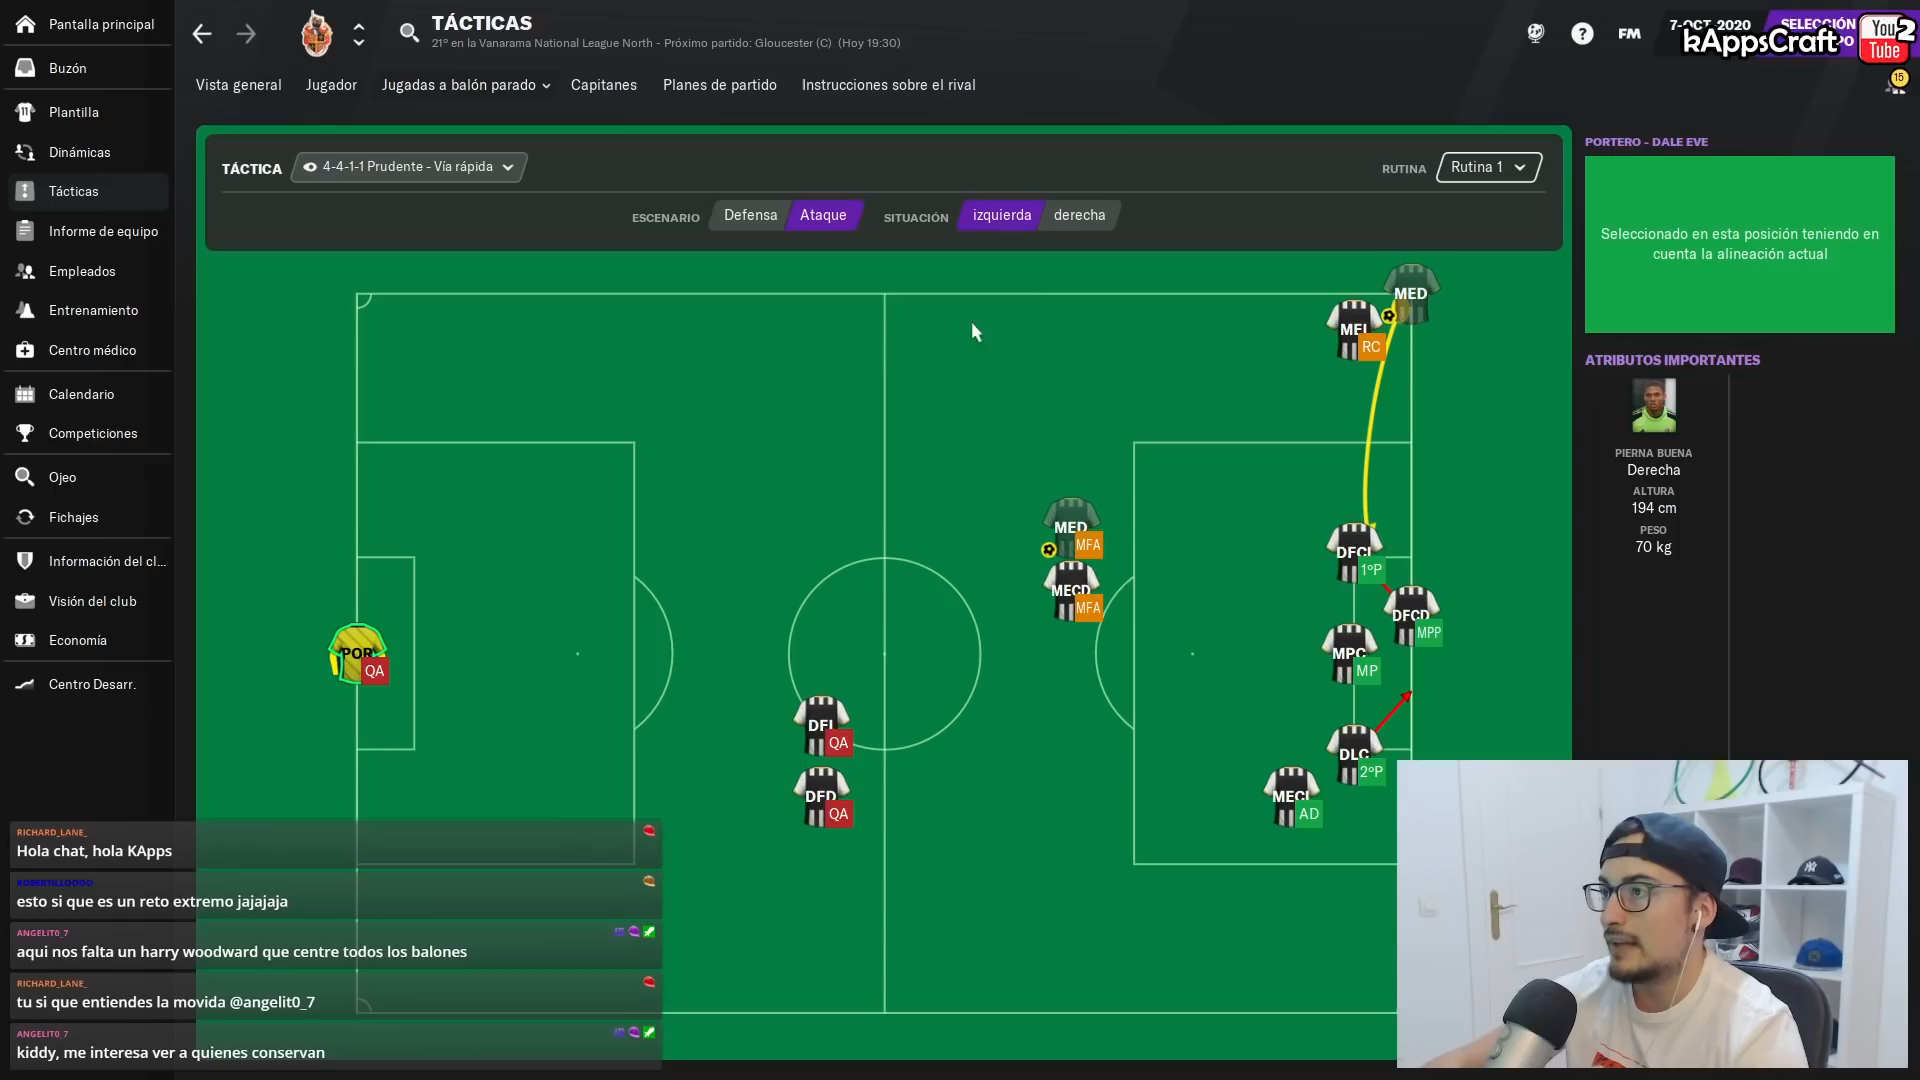 Pantalla principal
Buzón
Plantilla
Dinámicas
Tácticas
Informe de equipo
Empleados
Entrenamiento
Centro médico
Calendario
Competiciones
Ojeo
Fichajes
Información del cl...
Visión del club
Economía
Centro Desarr.
TÁCTICAS
21º en la Vanarama National League North - Próximo partido: Gloucester (C) (Hoy 19:30)
FM
7-OCT. 2020
SELECCIÓN
kAppsCraft
You2
Tube
15
Vista general
Jugador
Jugadas a balón parado
Capitanes
Planes de partido
Instrucciones sobre el rival
TÁCTICA
4-4-1-1 Prudente - Vía rápida
RUTINA
Rutina 1
ESCENARIO
Defensa
Ataque
SITUACIÓN
izquierda
derecha
MED
MEI
RC
MED
MFA
MECD
MFA
DFCI
1ºP
DFCD
MPP
MPC
MP
POR
QA
DFI
QA
DFD
QA
DLC
2ºP
MECI
AD
PORTERO - DALE EVE
Seleccionado en esta posición teniendo en
cuenta la alineación actual
ATRIBUTOS IMPORTANTES
PIERNA BUENA
Derecha
ALTURA
194 cm
PESO
70 kg
RICHARD_LANE_
Hola chat, hola KApps
esto si que es un reto extremo jajajaja
ANGELIT0_7
aqui nos falta un harry woodward que centre todos los balones
RICHARD_LANE_
tu si que entiendes la movida @angelit0_7
ANGELIT0_7
kiddy, me interesa ver a quienes conservan